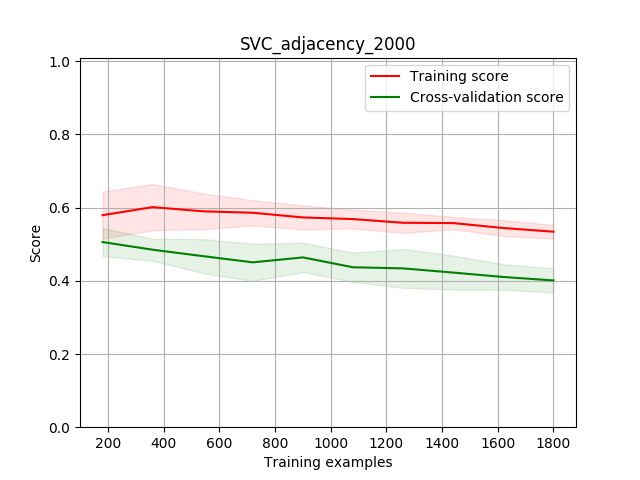 SVC_adjacency_2000
1.0
0.8
0.6
0.4
0.2
0.0
Score
Training score
Cross-validation score
200 400 600 800 1000 1200 1400 1600 1800
Training examples